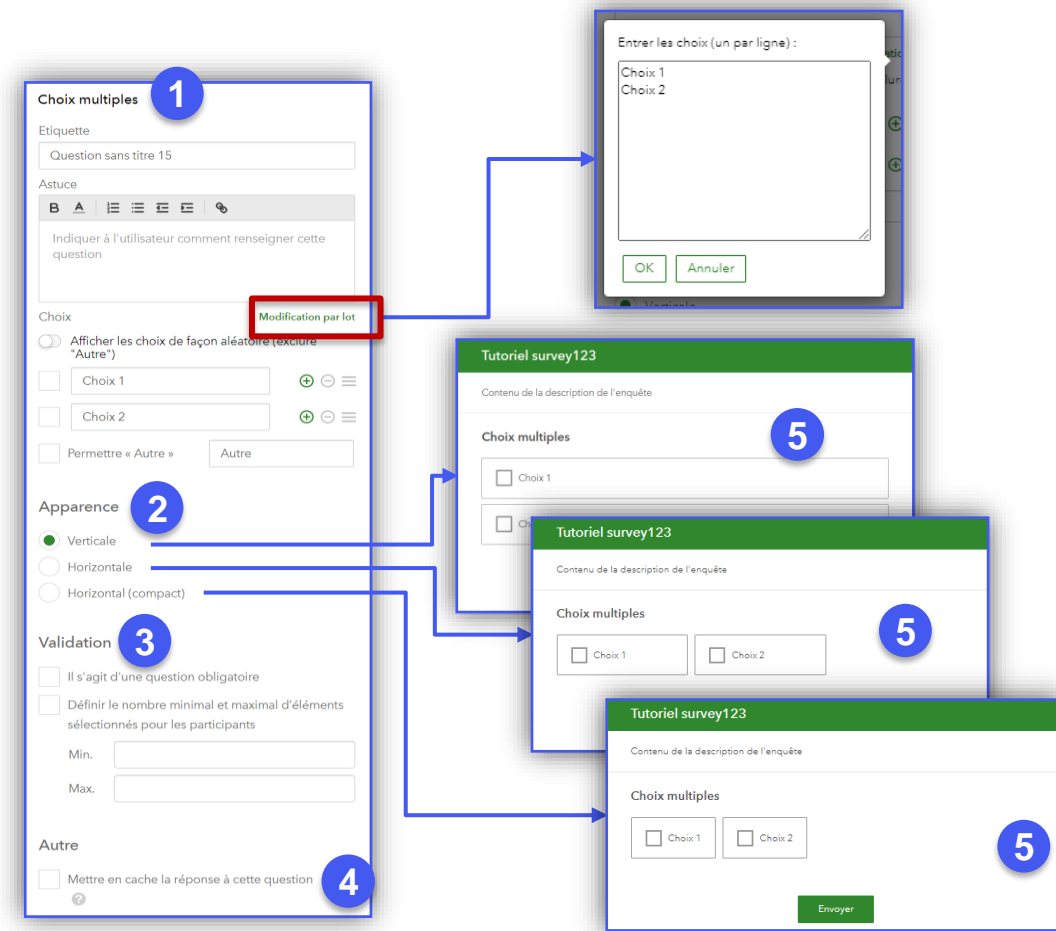 Choix multiples
1
Etiquette
Question sans titre 15
Astuce
B A
Indiquer à l'utilisateur comment renseigner cette
question
Choix
Modification par lot
Afficher les choix de façon aléatoire (exclure
"Autre")
Choix 1
Choix 2
Permettre « Autre »
Autre
Apparence
2
Verticale
Horizontale
Horizontal (compact)
Validation
3
Il s'agit d'une question obligatoire
Définir le nombre minimal et maximal d'éléments
sélectionnés pour les participants
Min.
Max.
Autre
Mettre en cache la réponse à cette question
?
4
Entrer les choix (un par ligne) :
Choix 1
Choix 2
OK
Annuler
Verticale
Tutoriel survey123
Contenu de la description de l'enquête
Choix multiples
5
Choix 1
Ch
Tutoriel survey123
Contenu de la description de l'enquête
Choix multiples
5
Choix 1
Choix 2
Tutoriel survey123
Contenu de la description de l'enquête
Choix multiples
Choix 1
Choix 2
5
Envoyer